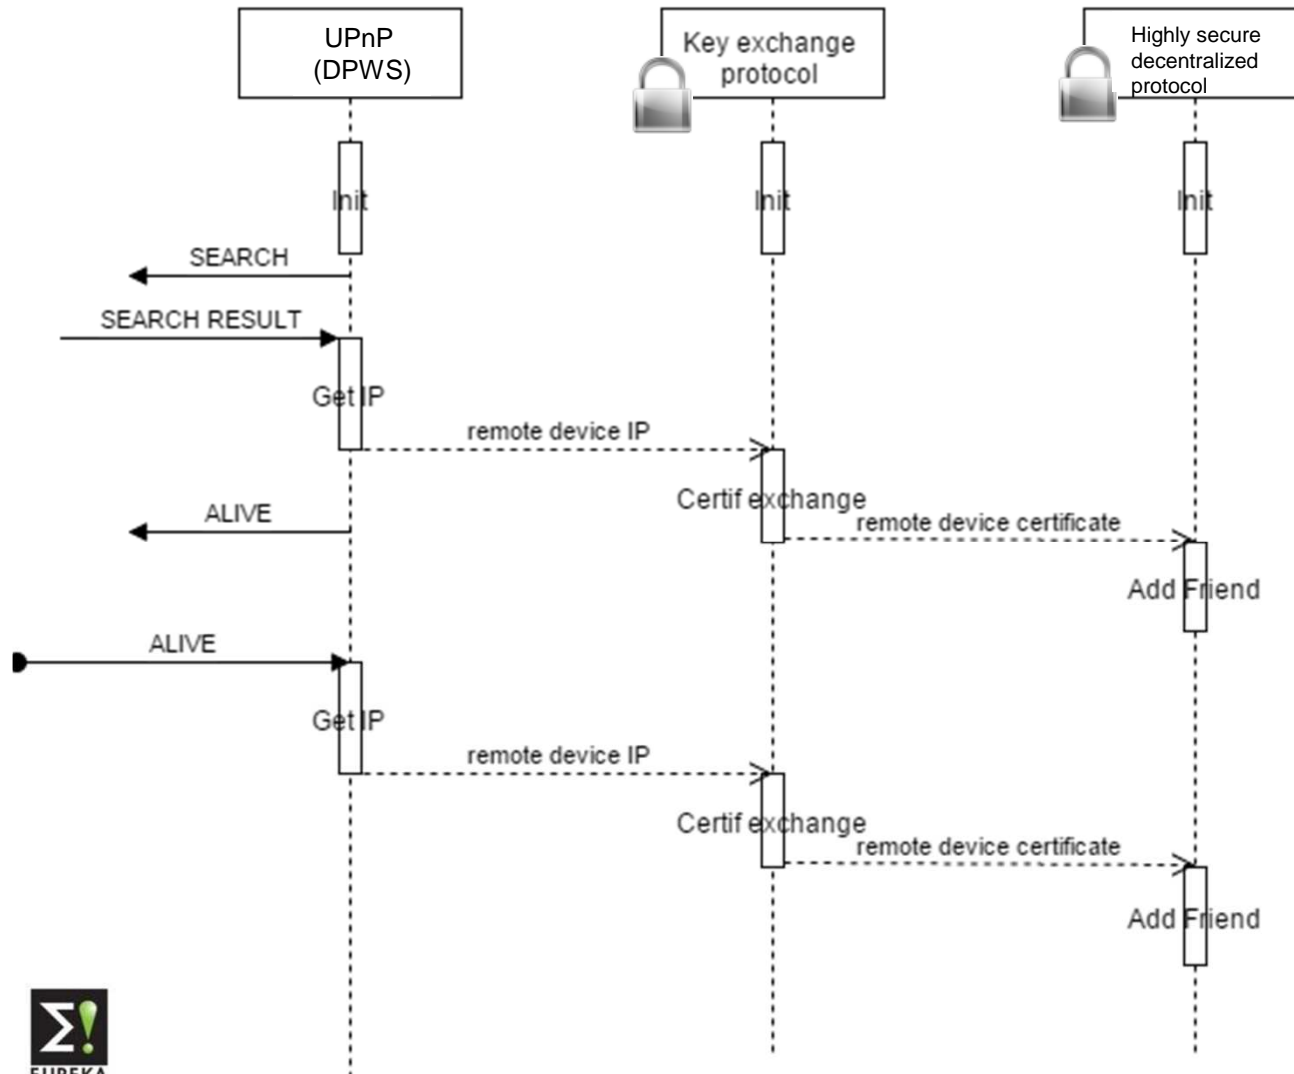 UPnP
(DPWS)
Key exchange
protocol
Highly secure
decentralized
protocol
Init
Init
Init
SEARCH
SEARCH RESULT
Get IP
remote device IP
Certif exchange
ALIVE
remote device certificate
Add Friend
ALIVE
Get IP
remote device IP
Certif exchange
remote device certificate
Add Friend
Σ!
EUREKA